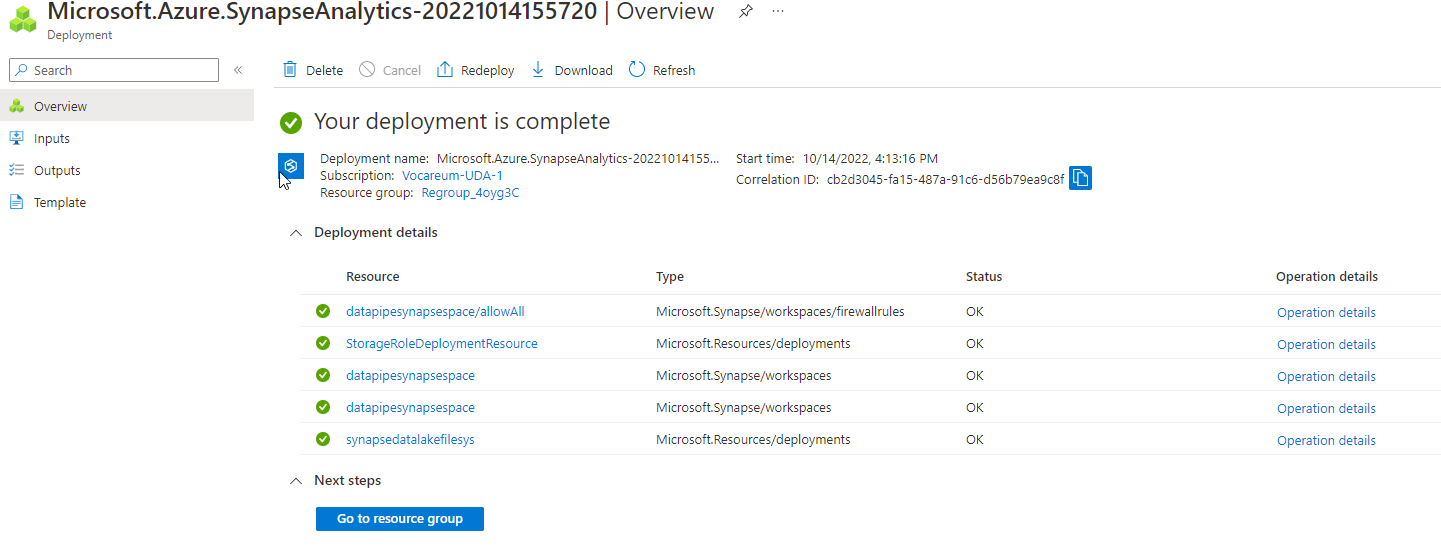 Microsoft.Azure.SynapseAnalytics-20221014155720 | Overview
Deployment
Search
Delete
Cancel
Redeploy
Download
Refresh
Overview
Inputs
Outputs
Template
Your deployment is complete
Deployment name: Microsoft.Azure.SynapseAnalytics-20221014155...
Subscription: Vocareum-UDA-1
Resource group: Regroup_4oyg3C
Start time: 10/14/2022, 4:13:16 PM
Correlation ID: cb2d3045-fa15-487a-91c6-d56b79ea9c8f
Deployment details
Resource Type Status Operation details
datapipesynapsespace/allowAll Microsoft.Synapse/workspaces/firewallrules OK Operation details
StorageRoleDeploymentResource Microsoft.Resources/deployments OK Operation details
datapipesynapsespace Microsoft.Synapse/workspaces OK Operation details
datapipesynapsespace Microsoft.Synapse/workspaces OK Operation details
synapsedatalakefilesys Microsoft.Resources/deployments OK Operation details
Next steps
Go to resource group